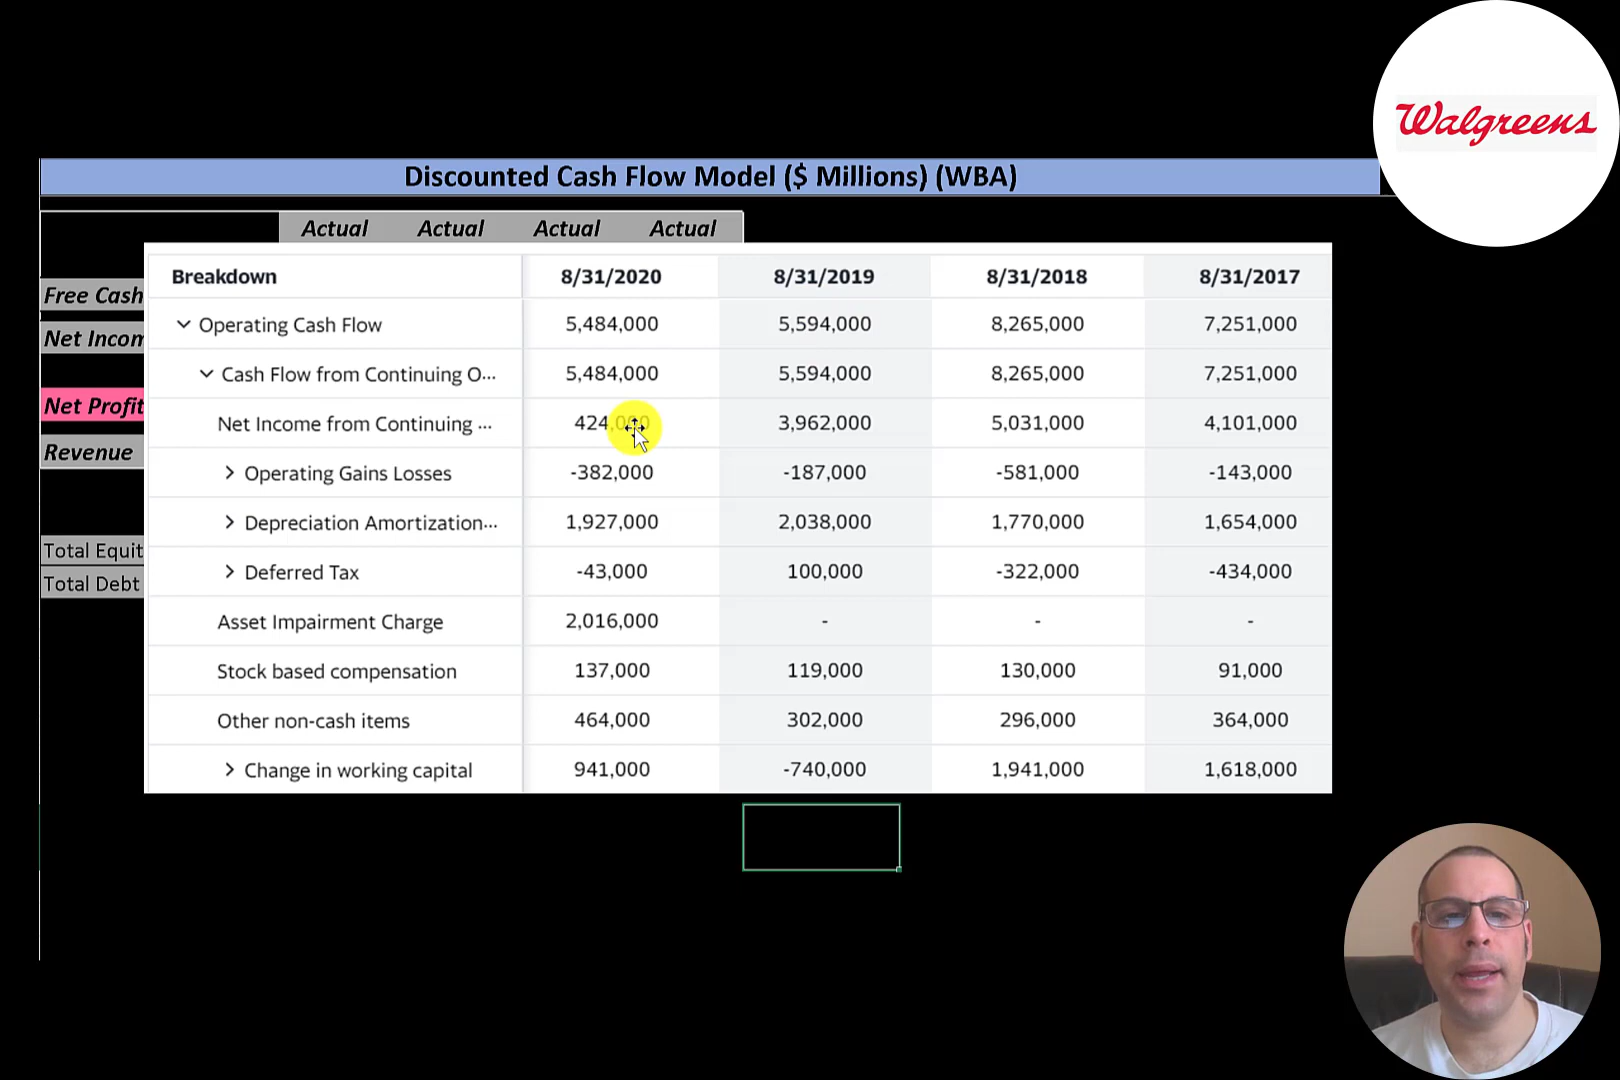 Walgreens
Discounted Cash Flow Model ($ Millions) (WBA)
Actual Actual Actual Actual
Breakdown 8/31/2020 8/31/2019 8/31/2018 8/31/2017
Free Cash
Operating Cash Flow 5,484,000 5,594,000 8,265,000 7,251,000
Net Incom
Cash Flow from Continuing O... 5,484,000 5,594,000 8,265,000 7,251,000
Net Profit
Net Income from Continuing ... 424,000 3,962,000 5,031,000 4,101,000
Revenue
Operating Gains Losses -382,000 -187,000 -581,000 -143,000
Depreciation Amortization... 1,927,000 2,038,000 1,770,000 1,654,000
Total Equit
Deferred Tax -43,000 100,000 -322,000 -434,000
Total Debt
Asset Impairment Charge 2,016,000 - - -
Stock based compensation 137,000 119,000 130,000 91,000
Other non-cash items 464,000 302,000 296,000 364,000
Change in working capital 941,000 -740,000 1,941,000 1,618,000